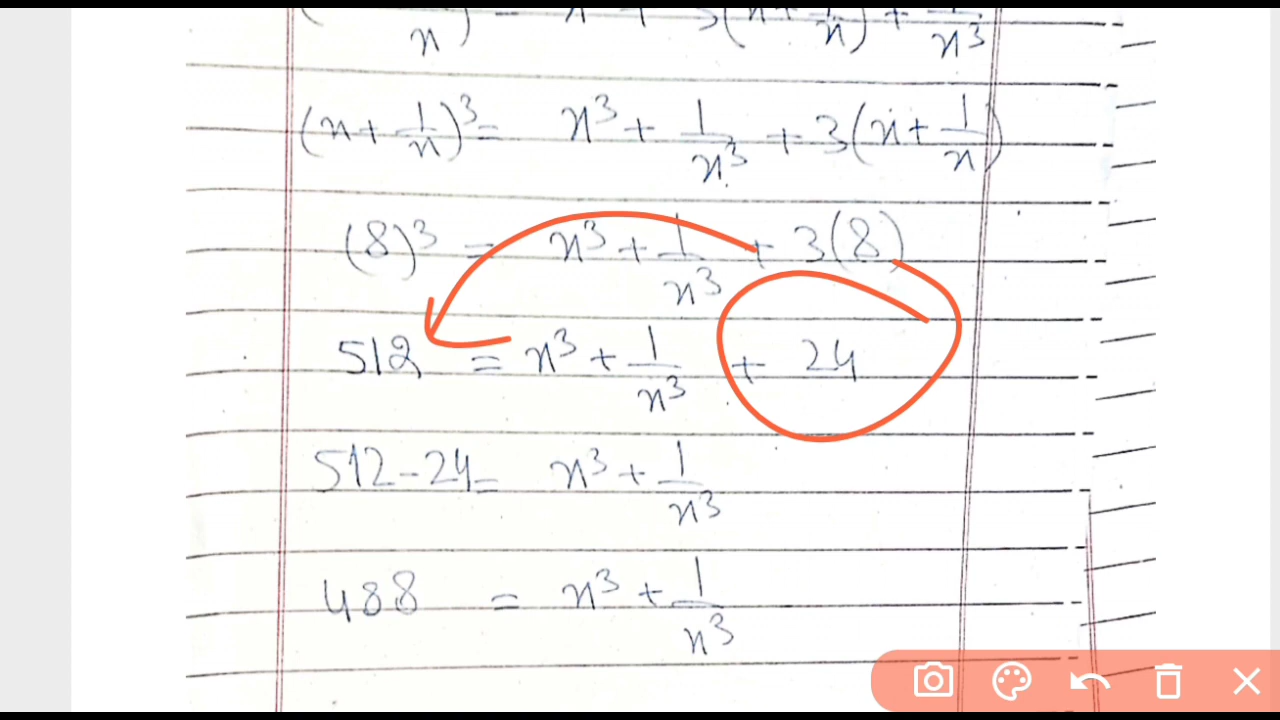 (x + 1/x)³ = x³ + 1/x³ + 3(x + 1/x)
(8)³ = x³ + 1/x³ + 3(8)
512 = x³ + 1/x³ + 24
512 - 24 = x³ + 1/x³
488 = x³ + 1/x³